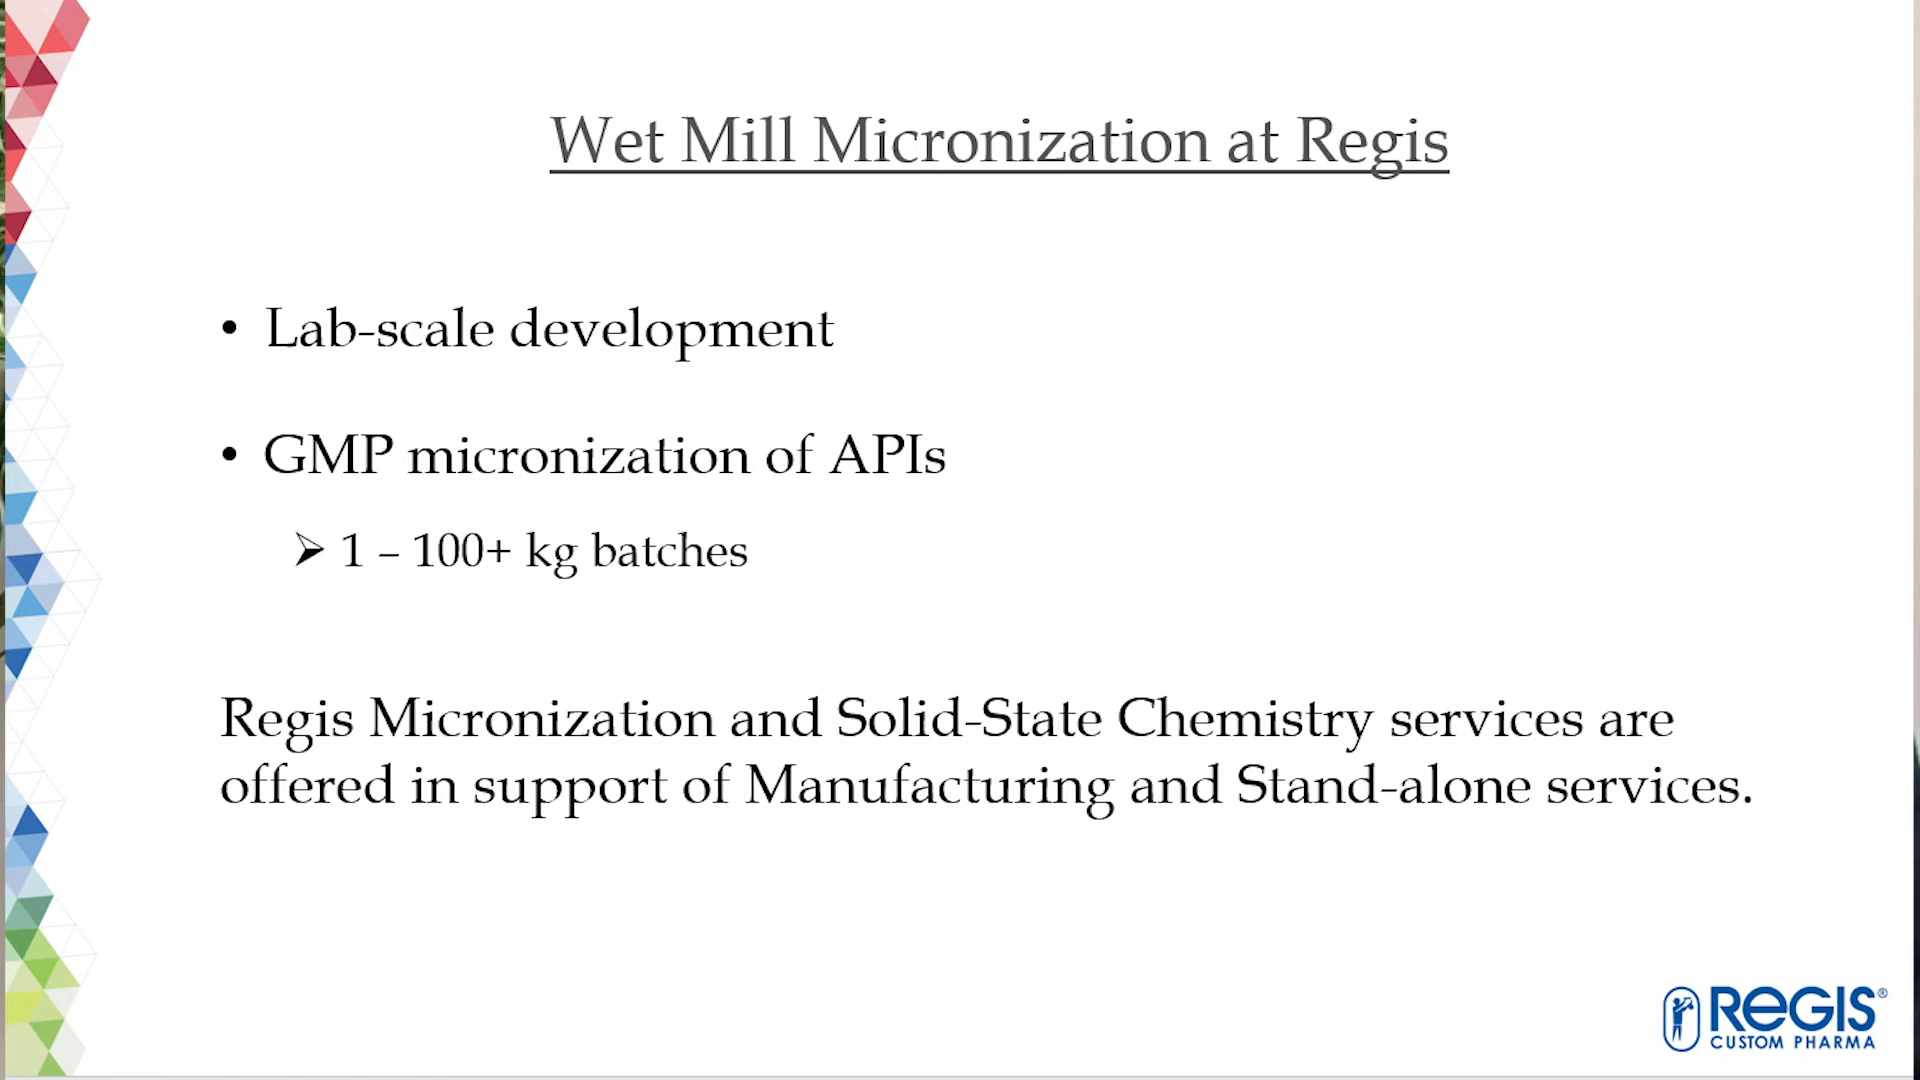 Wet Mill Micronization at Regis
• Lab-scale development
• GMP micronization of APIs
➢ 1 – 100+ kg batches
Regis Micronization and Solid-State Chemistry services are
offered in support of Manufacturing and Stand-alone services.
REGIS®
CUSTOM PHARMA